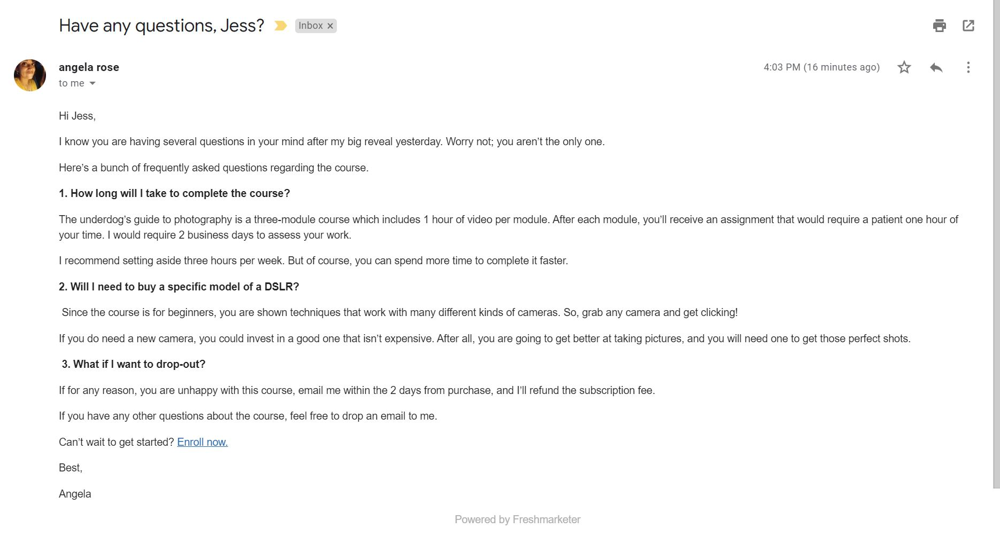 Have any questions, Jess? Inbox ×
angela rose
4:03 PM (16 minutes ago)
to me
Hi Jess,
I know you are having several questions in your mind after my big reveal yesterday. Worry not; you aren’t the only one.
Here’s a bunch of frequently asked questions regarding the course.
1. How long will I take to complete the course?
The underdog’s guide to photography is a three-module course which includes 1 hour of video per module. After each module, you’ll receive an assignment that would require a patient one hour of
your time. I would require 2 business days to assess your work.
I recommend setting aside three hours per week. But of course, you can spend more time to complete it faster.
2. Will I need to buy a specific model of a DSLR?
Since the course is for beginners, you are shown techniques that work with many different kinds of cameras. So, grab any camera and get clicking!
If you do need a new camera, you could invest in a good one that isn’t expensive. After all, you are going to get better at taking pictures, and you will need one to get those perfect shots.
3. What if I want to drop-out?
If for any reason, you are unhappy with this course, email me within the 2 days from purchase, and I’ll refund the subscription fee.
If you have any other questions about the course, feel free to drop an email to me.
Can’t wait to get started? Enroll now.
Best,
Angela
Powered by Freshmarketer